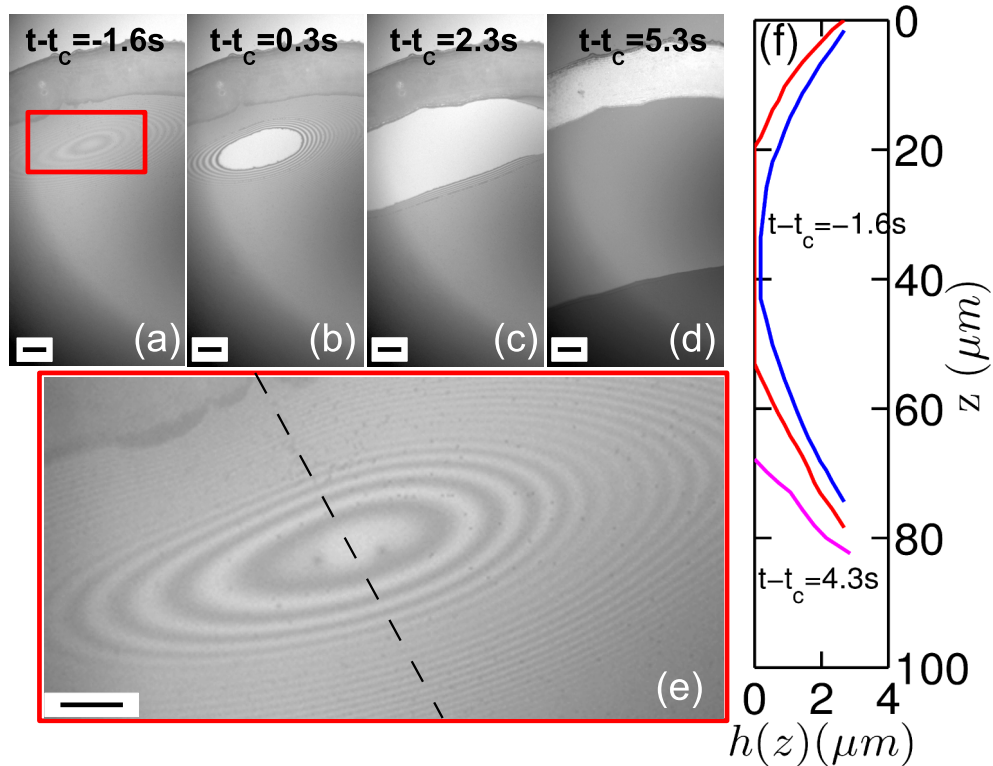 t-tc=-1.6s
t-tc=0.3s
t-tc=2.3s
t-tc=5.3s
(a)
(b)
(c)
(d)
(e)
(f)
0
20
40
60
80
100
z (μm)
t-tc=-1.6s
t-tc=4.3s
0 2 4
h(z)(μm)